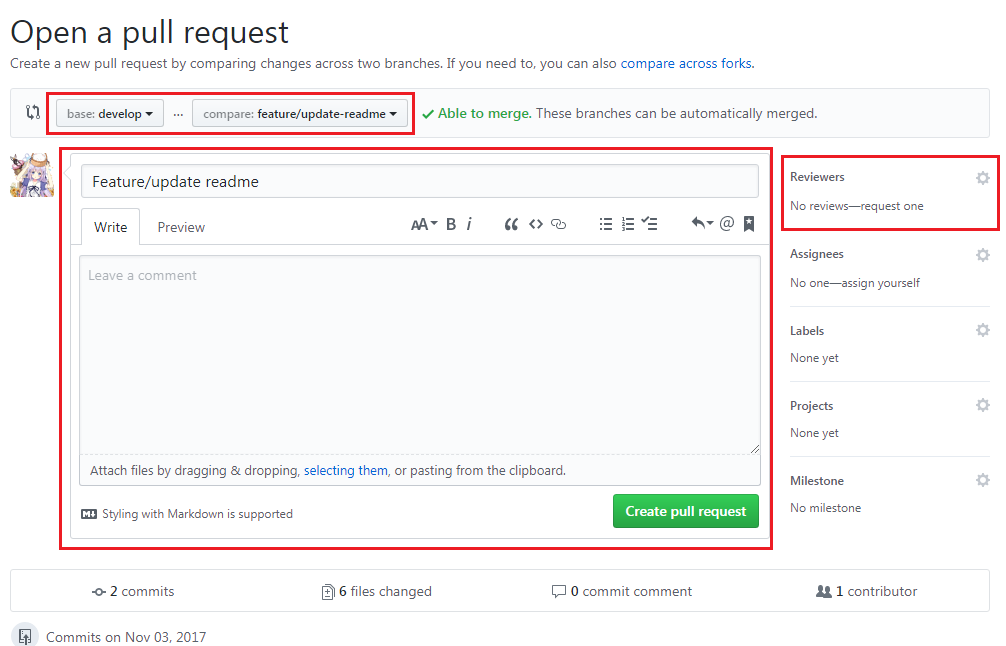 Open a pull request
Create a new pull request by comparing changes across two branches. If you need to, you can also compare across forks.
base: develop ... compare: feature/update-readme Able to merge. These branches can be automatically merged.
Feature/update readme
Write Preview AA B i @
Leave a comment
Attach files by dragging & dropping, selecting them, or pasting from the clipboard.
Styling with Markdown is supported
Create pull request
Reviewers
No reviews—request one
Assignees
No one—assign yourself
Labels
None yet
Projects
None yet
Milestone
No milestone
2 commits 6 files changed 0 commit comment 1 contributor
Commits on Nov 03, 2017